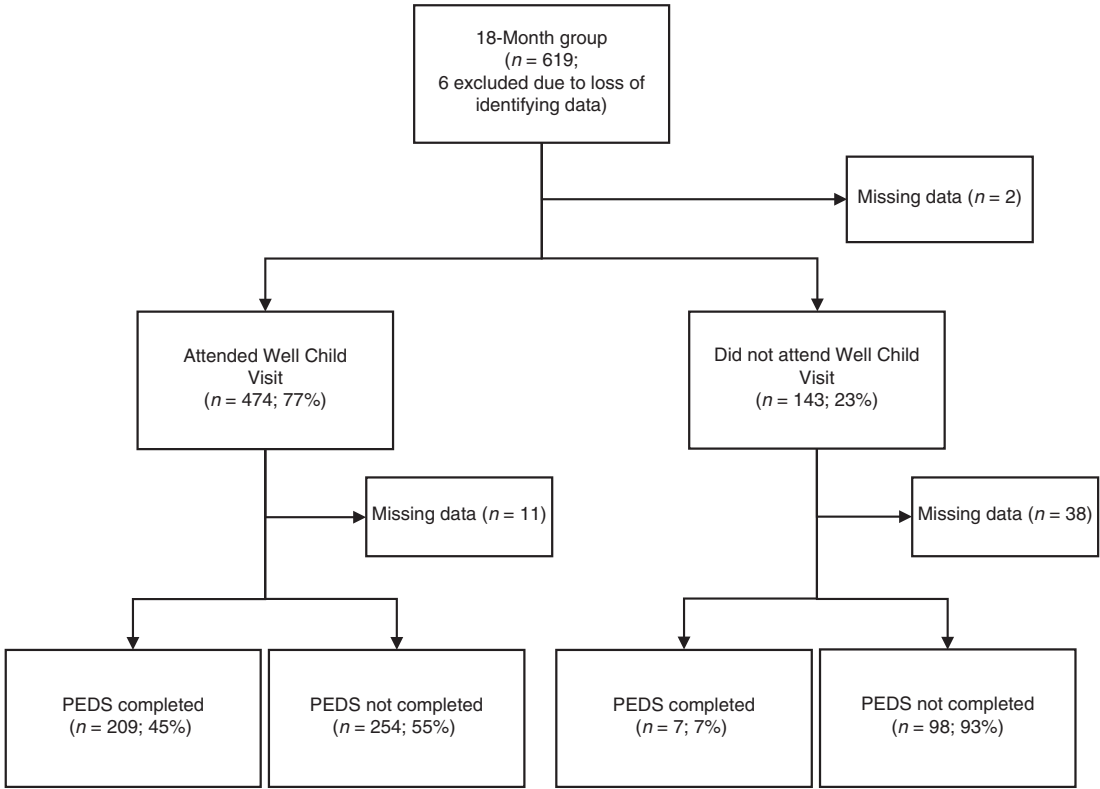 18-Month group
(n = 619;
6 excluded due to loss of
identifying data)
Missing data (n = 2)
Attended Well Child
Visit
(n = 474; 77%)
Did not attend Well Child
Visit
(n = 143; 23%)
Missing data (n = 11)
Missing data (n = 38)
PEDS completed
(n = 209; 45%)
PEDS not completed
(n = 254; 55%)
PEDS completed
(n = 7; 7%)
PEDS not completed
(n = 98; 93%)